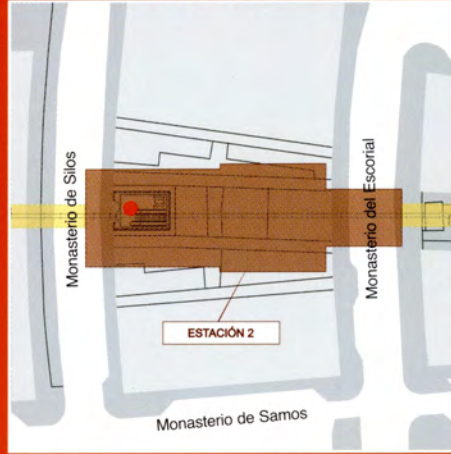 Monasterio de Silos
Monasterio del Escorial
ESTACIÓN 2
Monasterio de Samos